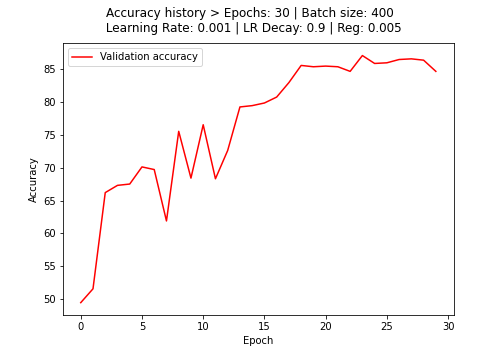 Accuracy history > Epochs: 30 | Batch size: 400
Learning Rate: 0.001 | LR Decay: 0.9 | Reg: 0.005
Validation accuracy
85
80
75
70
65
60
55
50
Accuracy
0 5 10 15 20 25 30
Epoch